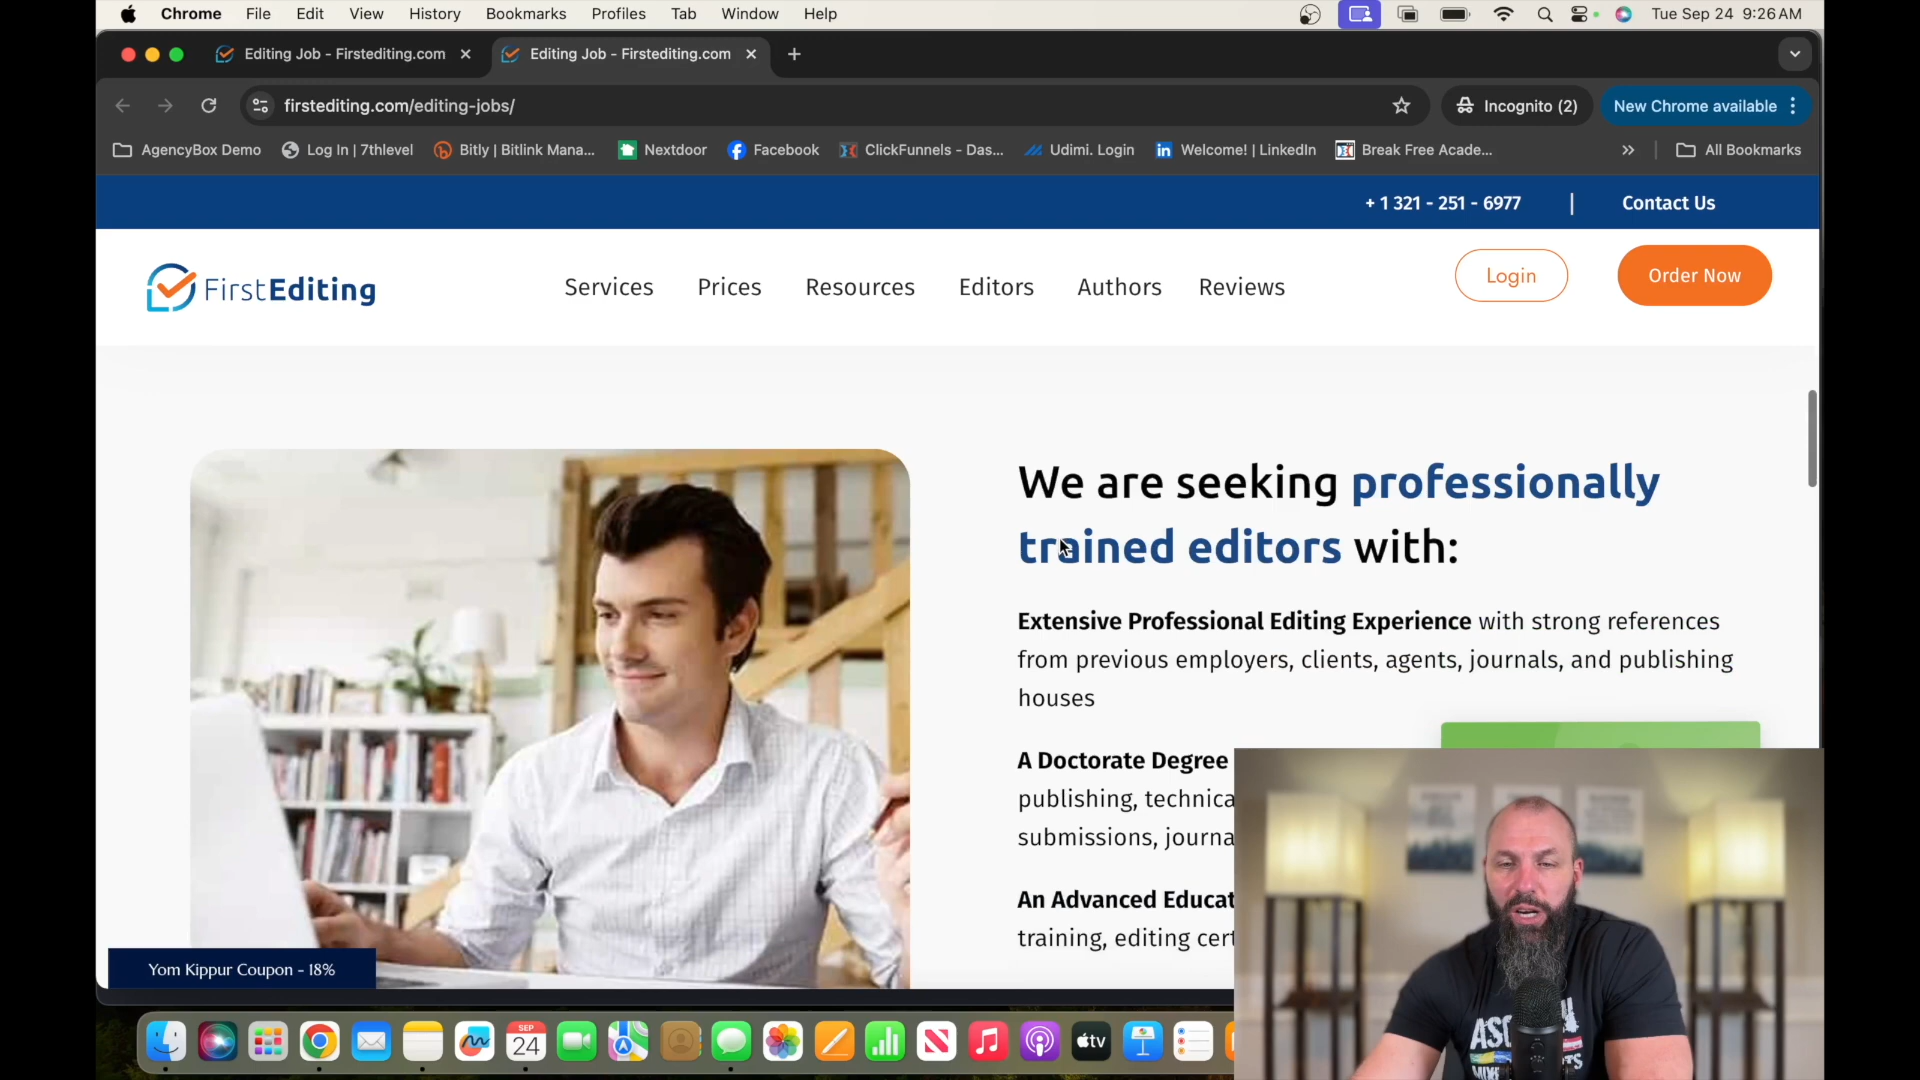 Chrome File Edit View History Bookmarks Profiles Tab Window Help Tue Sep 24 9:26 AM
Editing Job - Firstediting.com Editing Job - Firstediting.com
firstediting.com/editing-jobs/ Incognito (2) New Chrome available
AgencyBox Demo Log In | 7thlevel Bitly | Bitlink Mana... Nextdoor Facebook ClickFunnels - Das... Udimi. Login Welcome! | LinkedIn Break Free Acade... All Bookmarks
+ 1 321 - 251 - 6977 | Contact Us
FirstEditing Services Prices Resources Editors Authors Reviews Login Order Now
We are seeking professionally
trained editors with:
Extensive Professional Editing Experience with strong references
from previous employers, clients, agents, journals, and publishing
houses
A Doctorate Degree
publishing, technica
submissions, journa
An Advanced Educat
training, editing cert
Yom Kippur Coupon - 18%
SEP
24
tv